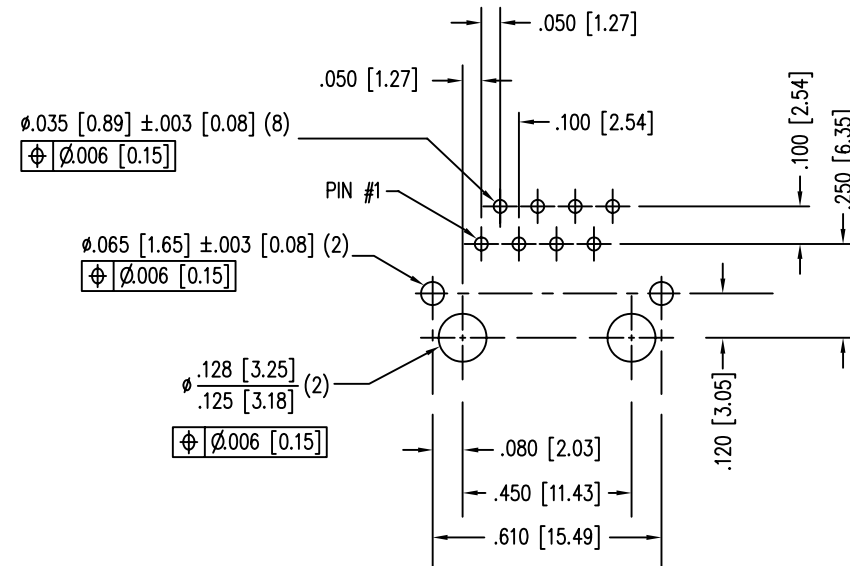 .050 [1.27]
.050 [1.27]
ø.035 [0.89] ±.003 [0.08] (8)
⌖ Ø.006 [0.15]
.100 [2.54]
.100 [2.54]
.250 [6.35]
PIN #1
ø.065 [1.65] ±.003 [0.08] (2)
⌖ Ø.006 [0.15]
ø .128 [3.25]
.125 [3.18] (2)
⌖ Ø.006 [0.15]
.120 [3.05]
.080 [2.03]
.450 [11.43]
.610 [15.49]